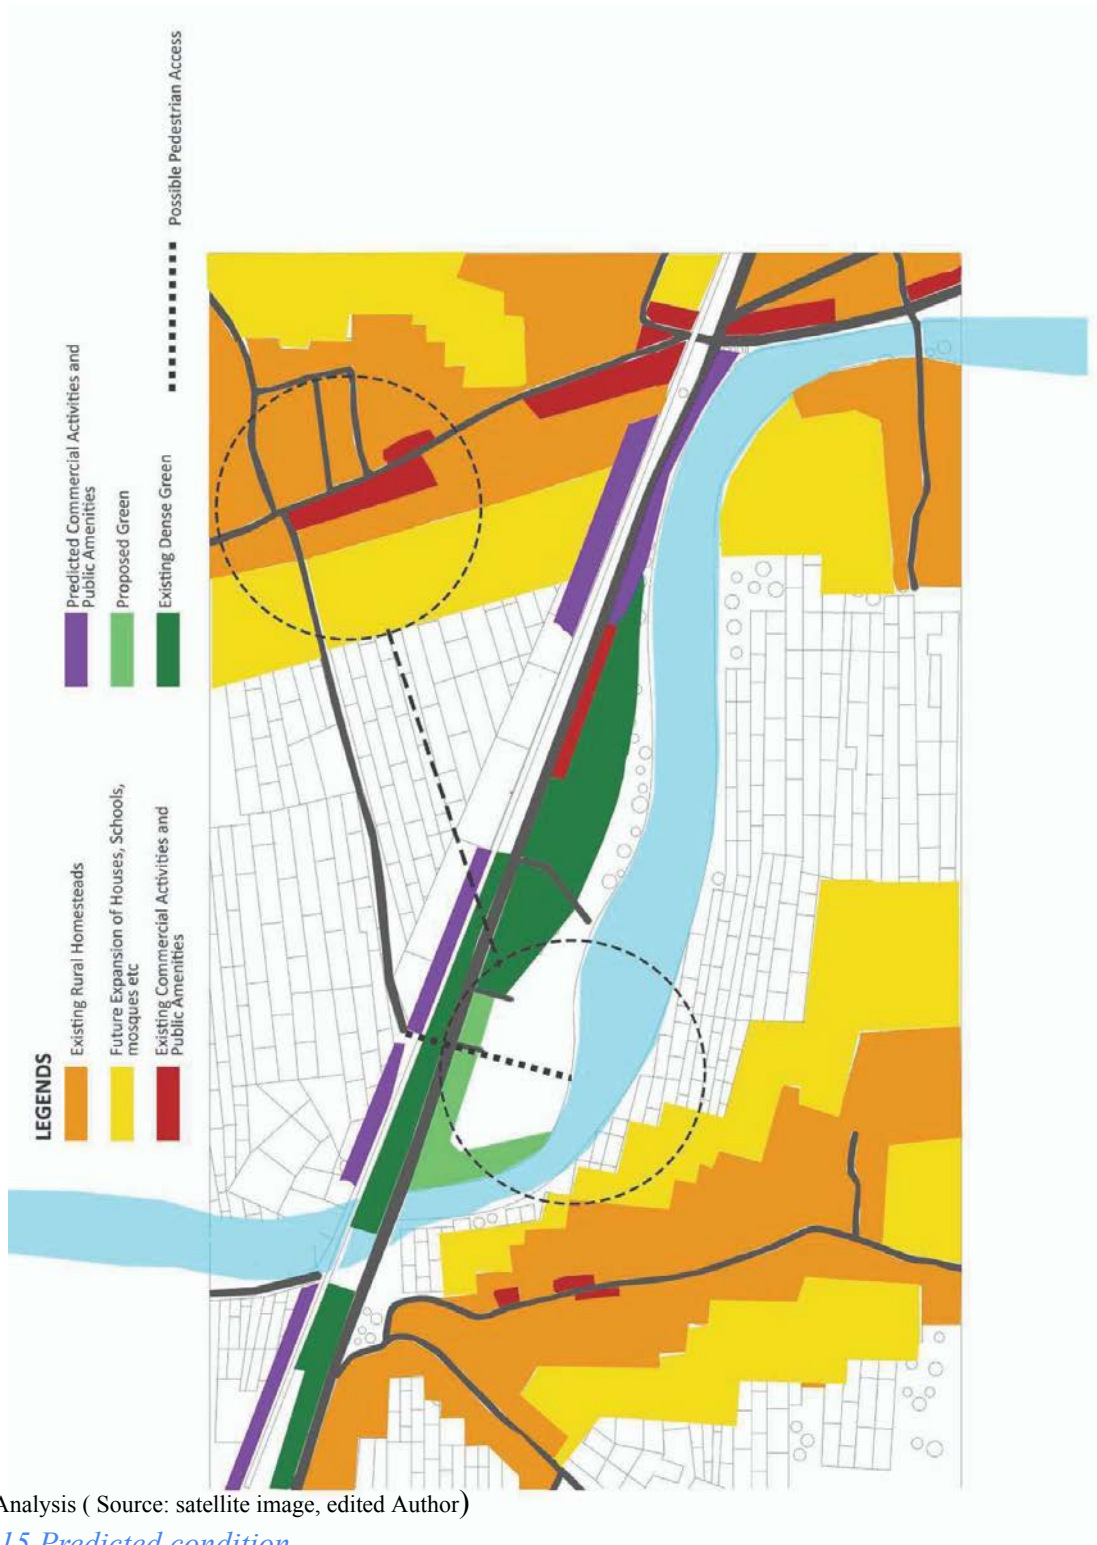 LEGENDS
Existing Rural Homesteads
Future Expansion of Houses, Schools,
mosques etc
Existing Commercial Activities and
Public Amenities
Predicted Commercial Activities and
Public Amenities
Proposed Green
Existing Dense Green
Possible Pedestrian Access
Analysis ( Source: satellite image, edited Author)
15 Predicted condition